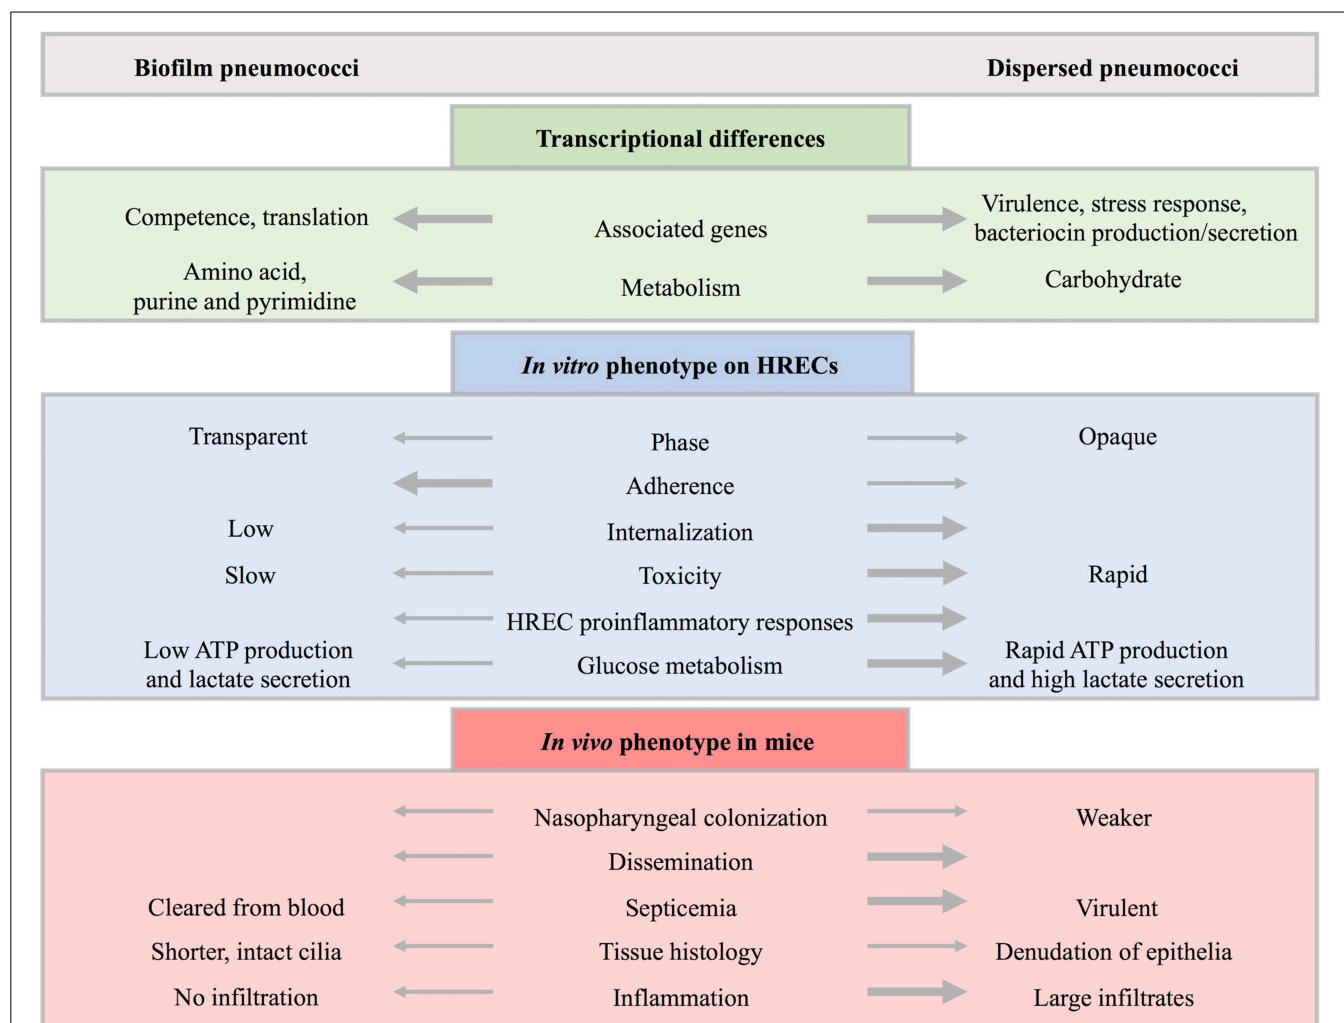 Biofilm pneumococci
Dispersed pneumococci
Transcriptional differences
Competence, translation
Associated genes
Virulence, stress response,
bacteriocin production/secretion
Amino acid,
purine and pyrimidine
Metabolism
Carbohydrate
In vitro phenotype on HRECs
Transparent
Phase
Opaque
Adherence
Low
Internalization
Slow
Toxicity
Rapid
HREC proinflammatory responses
Low ATP production
and lactate secretion
Glucose metabolism
Rapid ATP production
and high lactate secretion
In vivo phenotype in mice
Nasopharyngeal colonization
Weaker
Dissemination
Cleared from blood
Septicemia
Virulent
Shorter, intact cilia
Tissue histology
Denudation of epithelia
No infiltration
Inflammation
Large infiltrates